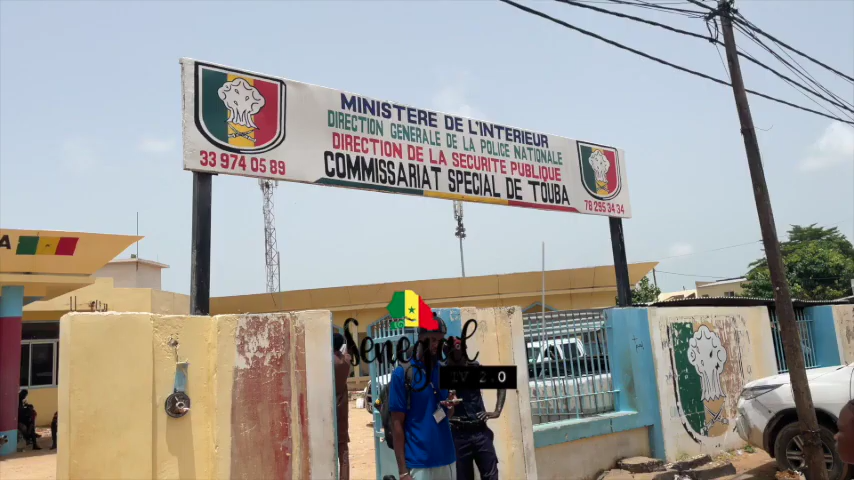 MINISTERE DE L'INTERIEUR
DIRECTION GENERALE DE LA POLICE NATIONALE
DIRECTION DE LA SECURITE PUBLIQUE
COMMISSARIAT SPECIAL DE TOUBA
33 974 05 89
78 295 34 34
A
Senegal
TV 2.0